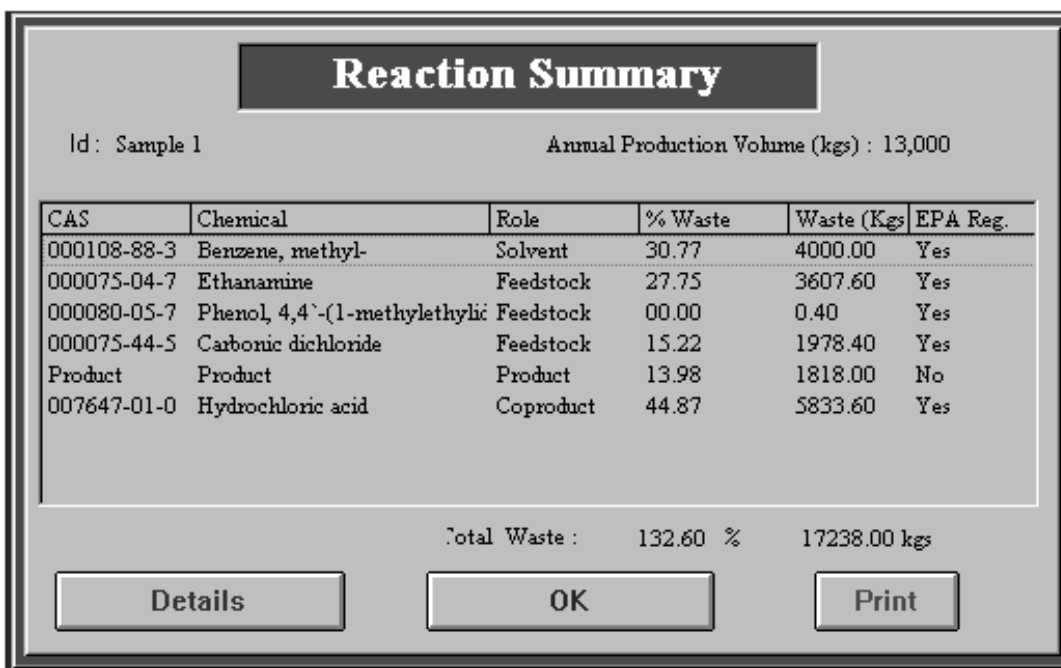 Reaction Summary
Id: Sample 1 Annual Production Volume (kgs) : 13,000
CAS Chemical Role % Waste Waste (Kgs EPA Reg.
000108-88-3 Benzene, methyl- Solvent 30.77 4000.00 Yes
000075-04-7 Ethanamine Feedstock 27.75 3607.60 Yes
000080-05-7 Phenol, 4,4`-(1-methylethylic Feedstock 00.00 0.40 Yes
000075-44-5 Carbonic dichloride Feedstock 15.22 1978.40 Yes
Product Product Product 13.98 1818.00 No
007647-01-0 Hydrochloric acid Coproduct 44.87 5833.60 Yes
Total Waste : 132.60 % 17238.00 kgs
Details OK Print